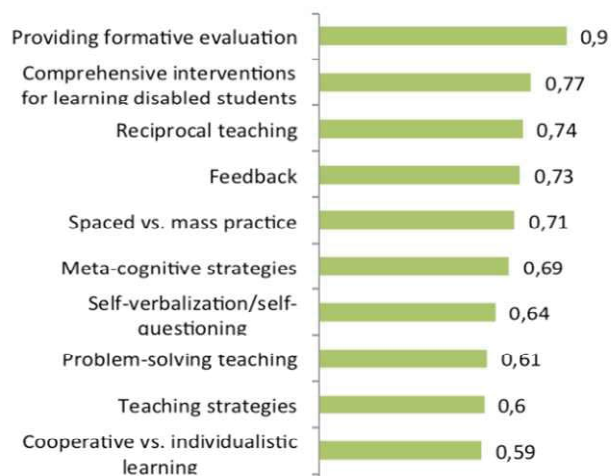 Providing formative evaluation 0,9
Comprehensive interventions
for learning disabled students 0,77
Reciprocal teaching 0,74
Feedback 0,73
Spaced vs. mass practice 0,71
Meta-cognitive strategies 0,69
Self-verbalization/self-
questioning 0,64
Problem-solving teaching 0,61
Teaching strategies 0,6
Cooperative vs. individualistic
learning 0,59